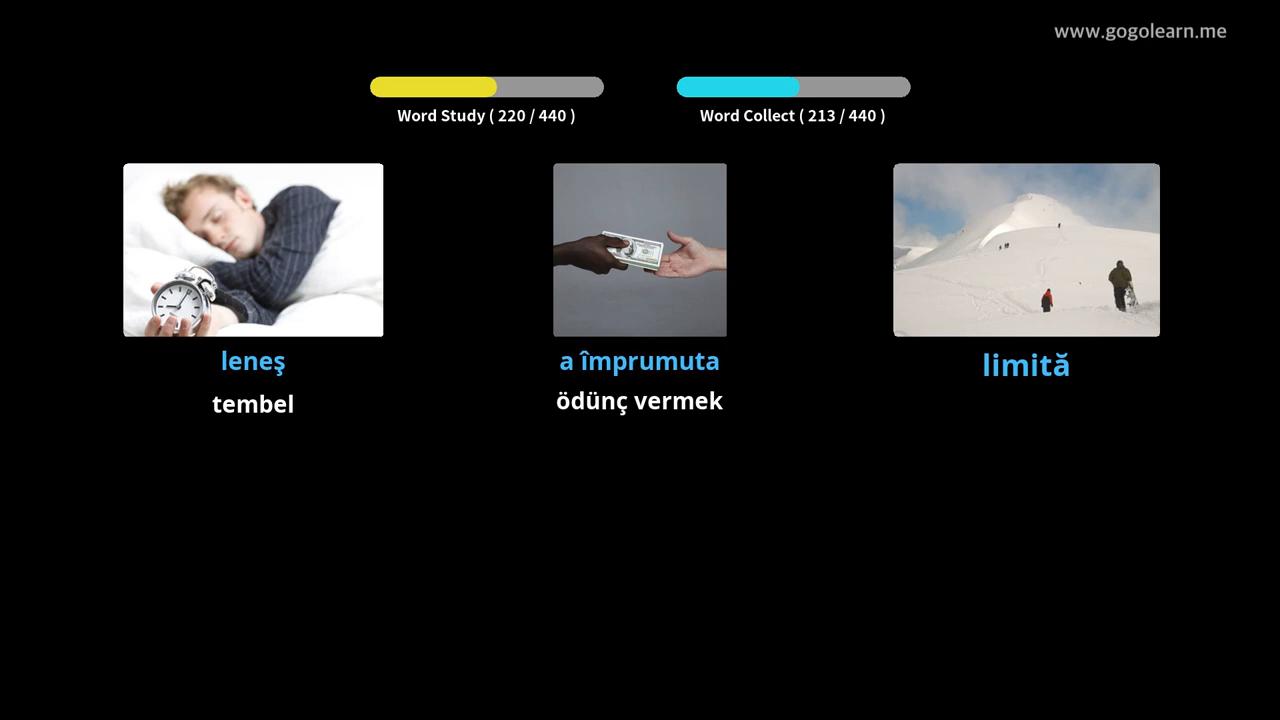 www.gogolearn.me
Word Study ( 220 / 440 )
Word Collect ( 213 / 440 )
leneş
tembel
a împrumuta
ödünç vermek
limită